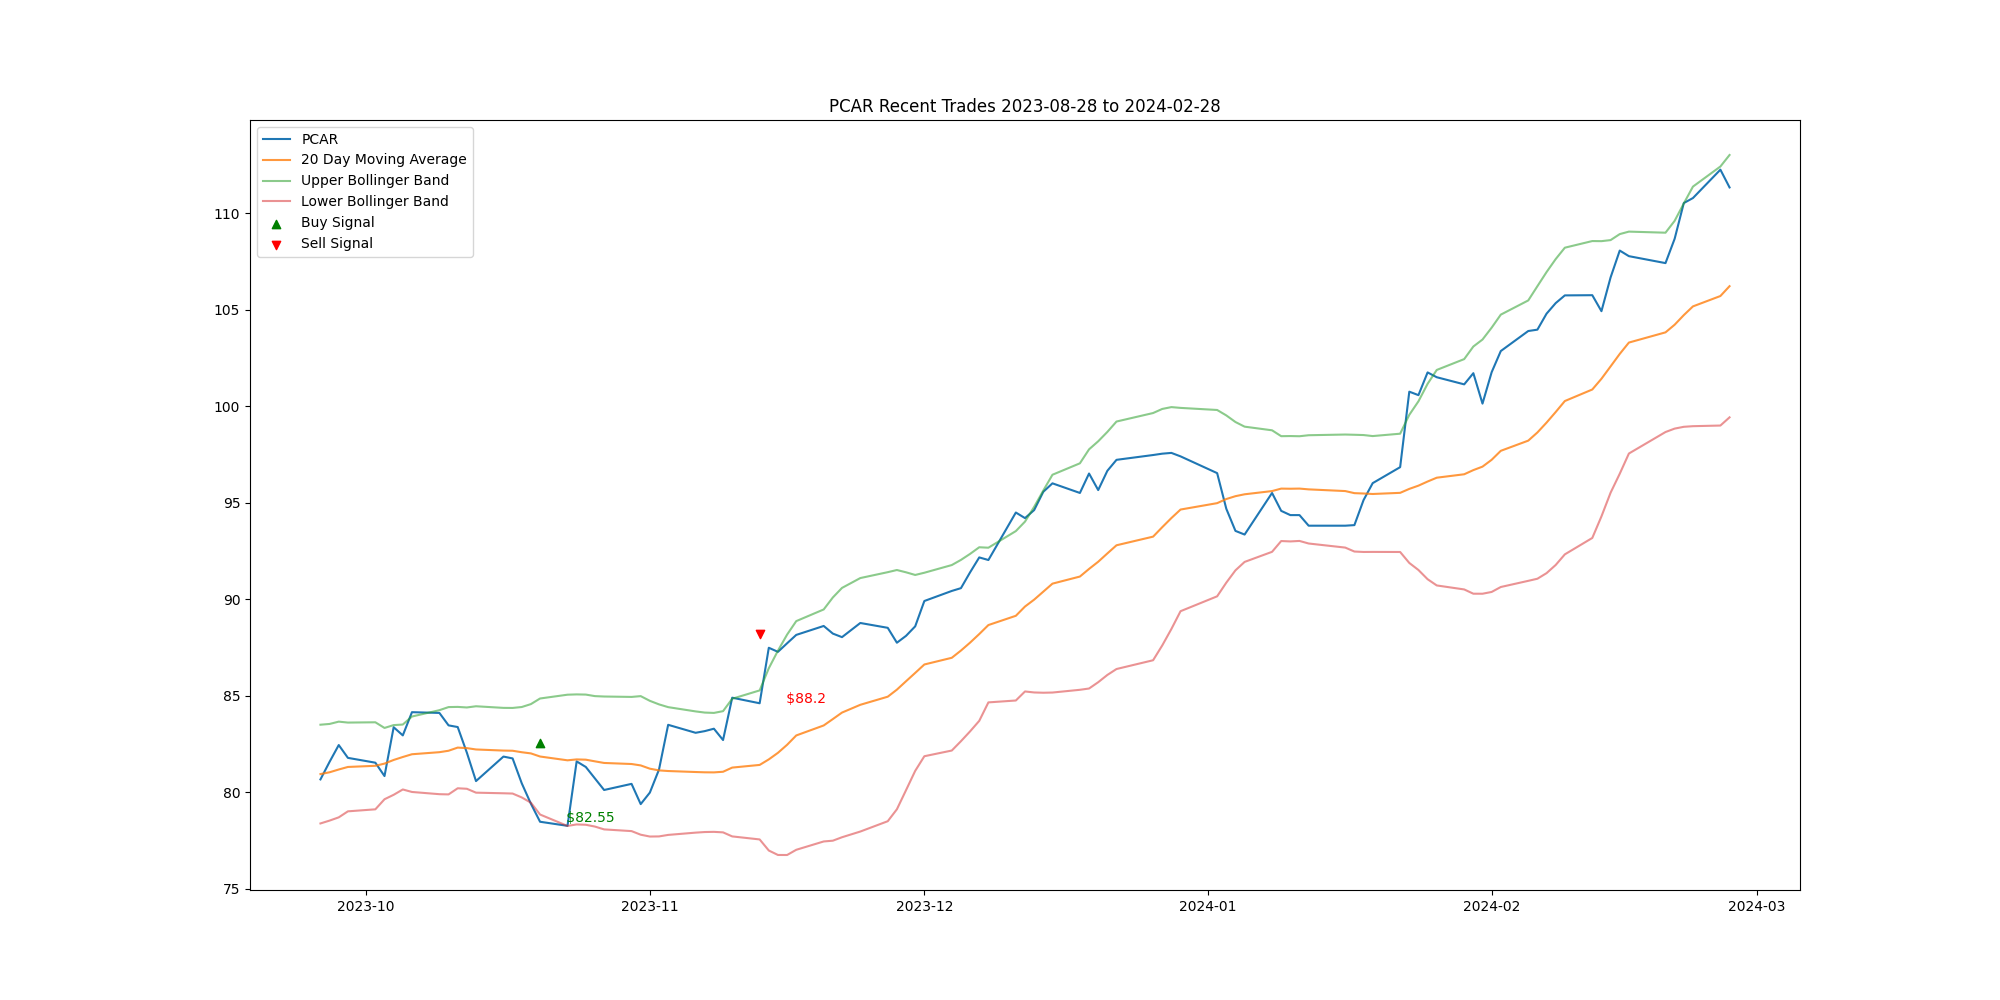 PCAR Recent Trades 2023-08-28 to 2024-02-28
PCAR
20 Day Moving Average
Upper Bollinger Band
Lower Bollinger Band
Buy Signal
Sell Signal
110
105
100
95
90
85
80
75
$88.2
$82.55
2023-10
2023-11
2023-12
2024-01
2024-02
2024-03